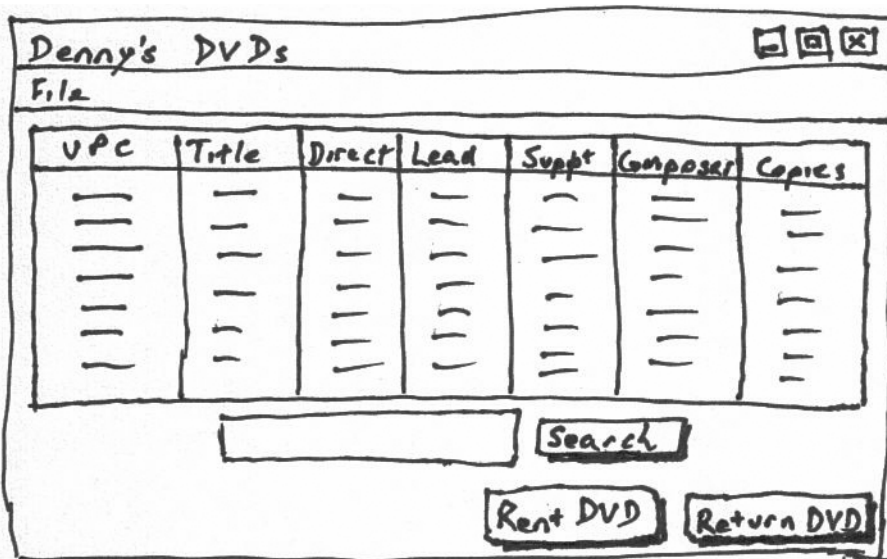 Denny's DVDs
File
UPC Title Direct Lead Suppt Composer Copies
Search
Rent DVD Return DVD